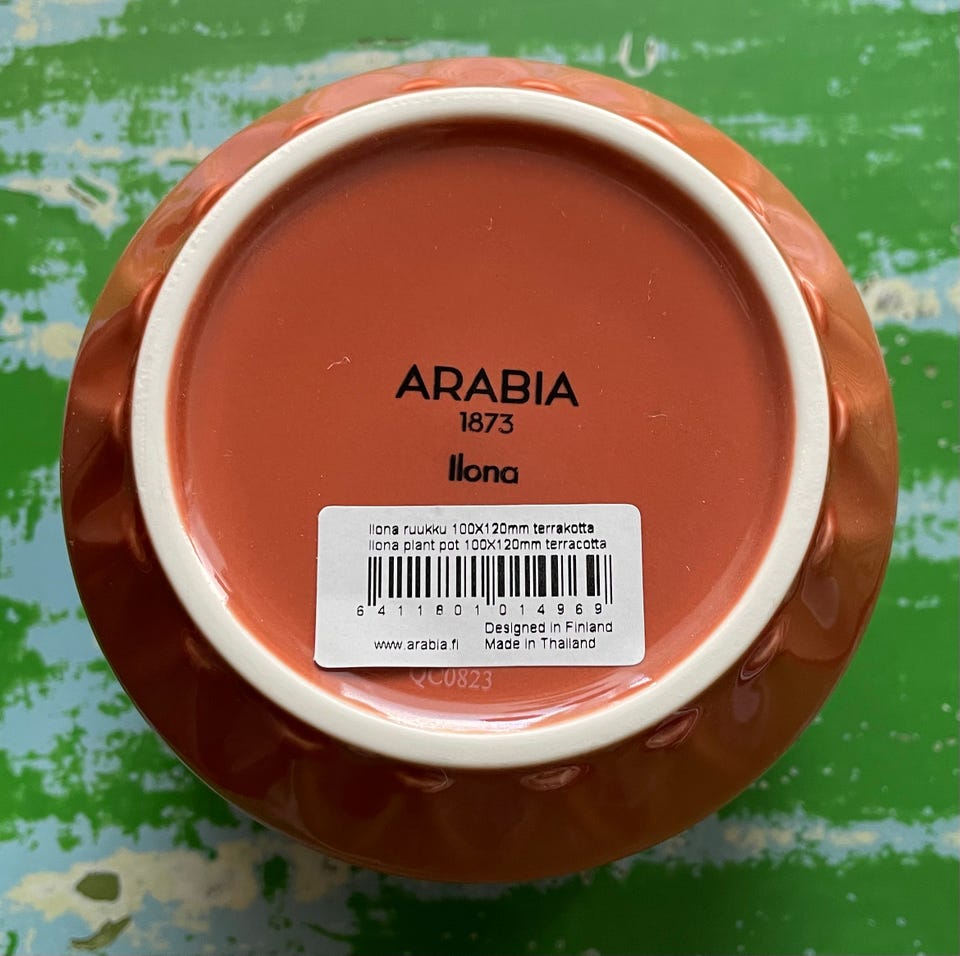 ARABIA
1873
Ilona
Ilona ruukku 100X120mm terrakotta
Ilona plant pot 100X120mm terracotta
6411801014969
Designed in Finland
www.arabia.fi Made in Thailand
QC0823